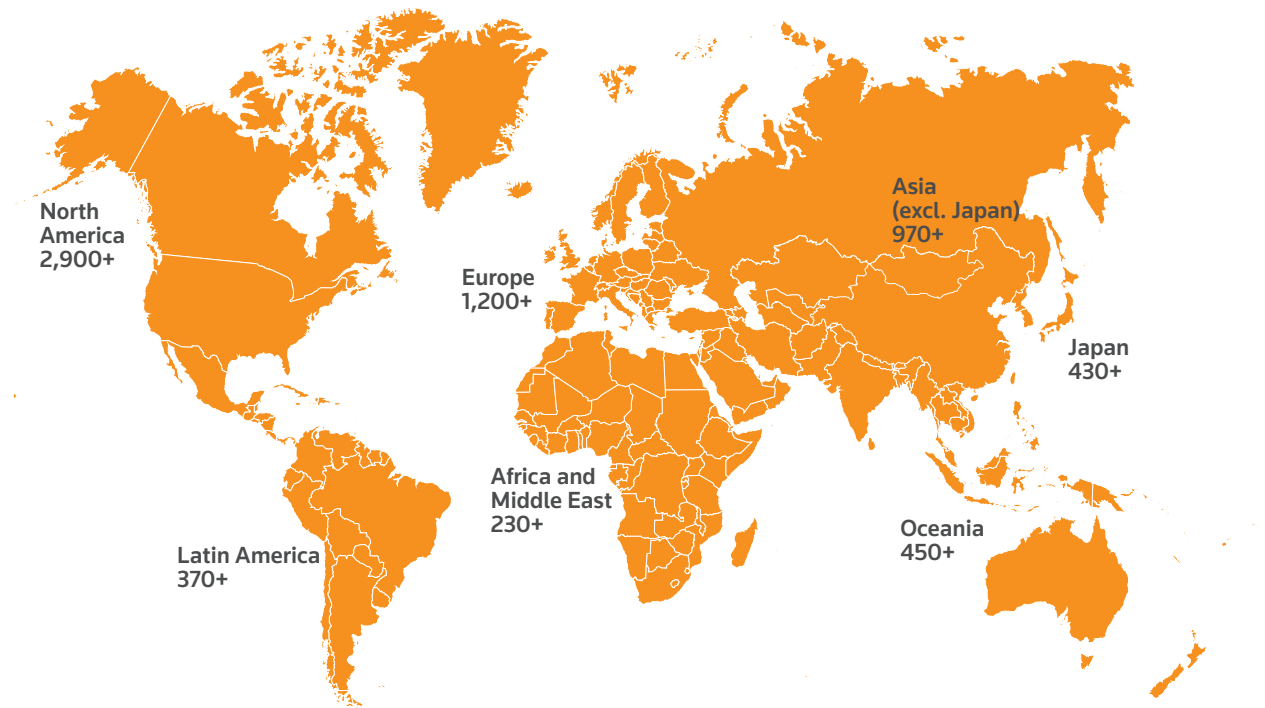 North
America
2,900+
Europe
1,200+
Asia
(excl. Japan)
970+
Japan
430+
Africa and
Middle East
230+
Oceania
450+
Latin America
370+